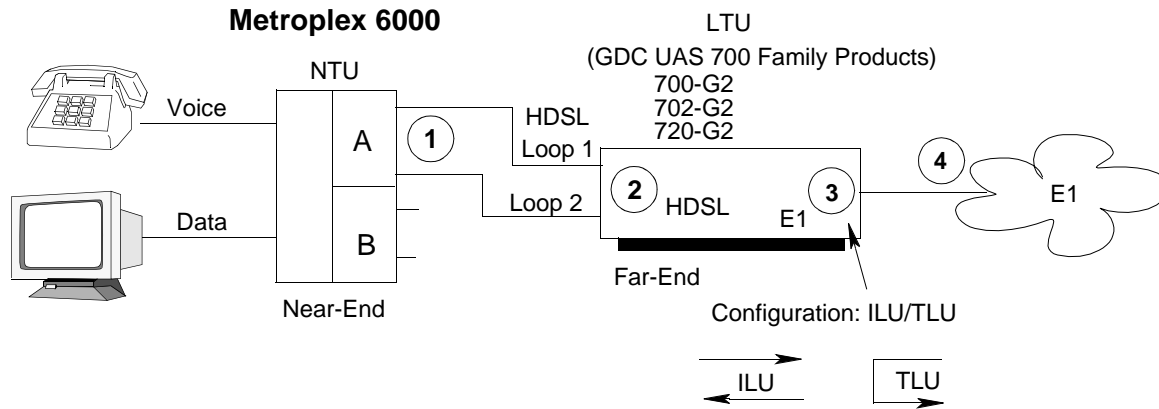 Metroplex 6000
LTU
(GDC UAS 700 Family Products)
700-G2
702-G2
720-G2
NTU
Voice
A
1
HDSL
Loop 1
Loop 2
2
HDSL
E1
3
4
E1
Data
B
Near-End
Far-End
Configuration: ILU/TLU
ILU
TLU